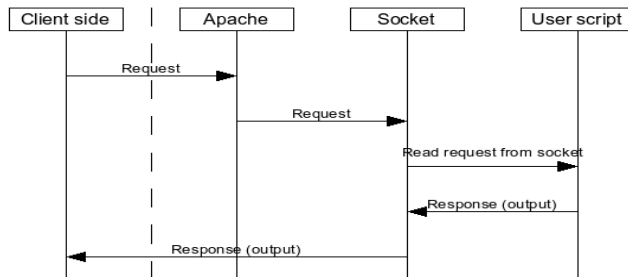 Client side
Apache
Socket
User script
Request
Request
Read request from socket
Response (output)
Response (output)